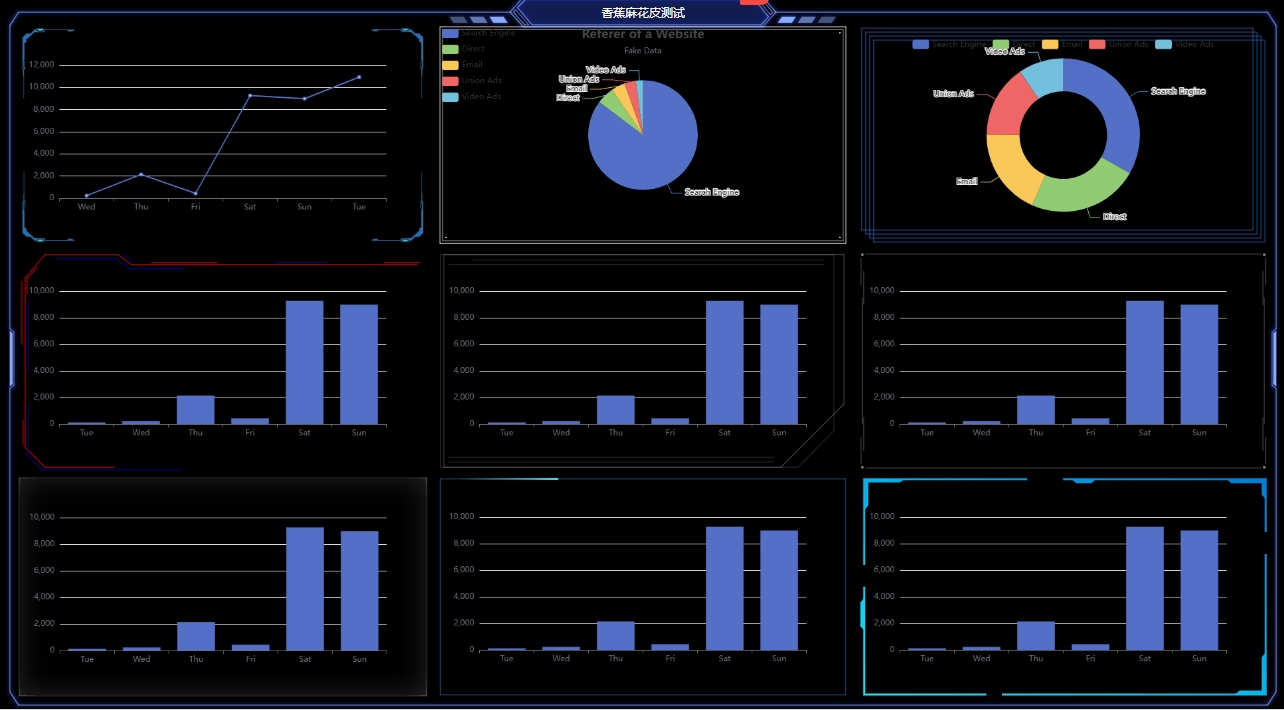 香蕉麻花皮测试
12,000
10,000
8,000
6,000
4,000
2,000
0
Wed Thu Fri Sat Sun Tue
Referer of a Website
Fake Data
Search Engine
Direct
Email
Union Ads
Video Ads
Video Ads
Union Ads
Email
Direct
Search Engine
Search Engine Direct Email Union Ads Video Ads
Video Ads
Search Engine
Union Ads
Email
Direct
10,000
8,000
6,000
4,000
2,000
0
Tue Wed Thu Fri Sat Sun
10,000
8,000
6,000
4,000
2,000
0
Tue Wed Thu Fri Sat Sun
10,000
8,000
6,000
4,000
2,000
0
Tue Wed Thu Fri Sat Sun
10,000
8,000
6,000
4,000
2,000
0
Tue Wed Thu Fri Sat Sun
10,000
8,000
6,000
4,000
2,000
0
Tue Wed Thu Fri Sat Sun
10,000
8,000
6,000
4,000
2,000
0
Tue Wed Thu Fri Sat Sun